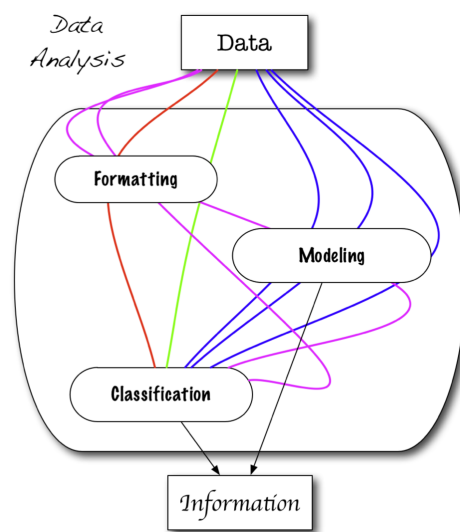 Data
Analysis
Data
Formatting
Modeling
Classification
Information